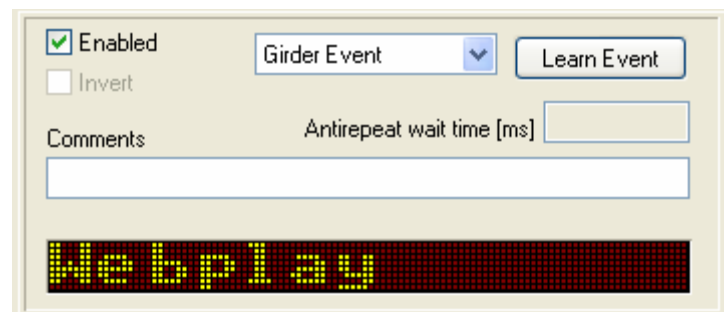 Enabled
Girder Event
Learn Event
Invert
Antirepeat wait time [ms]
Comments
Webplay